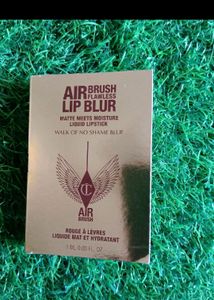 AIRBRUSH
FLAWLESS
LIP BLUR
MATTE MEETS MOISTURE
LIQUID LIPSTICK
WALK OF NO SHAME BLUR
AIR
BRUSH
ROUGE À LÈVRES
LIQUIDE MAT ET HYDRATANT